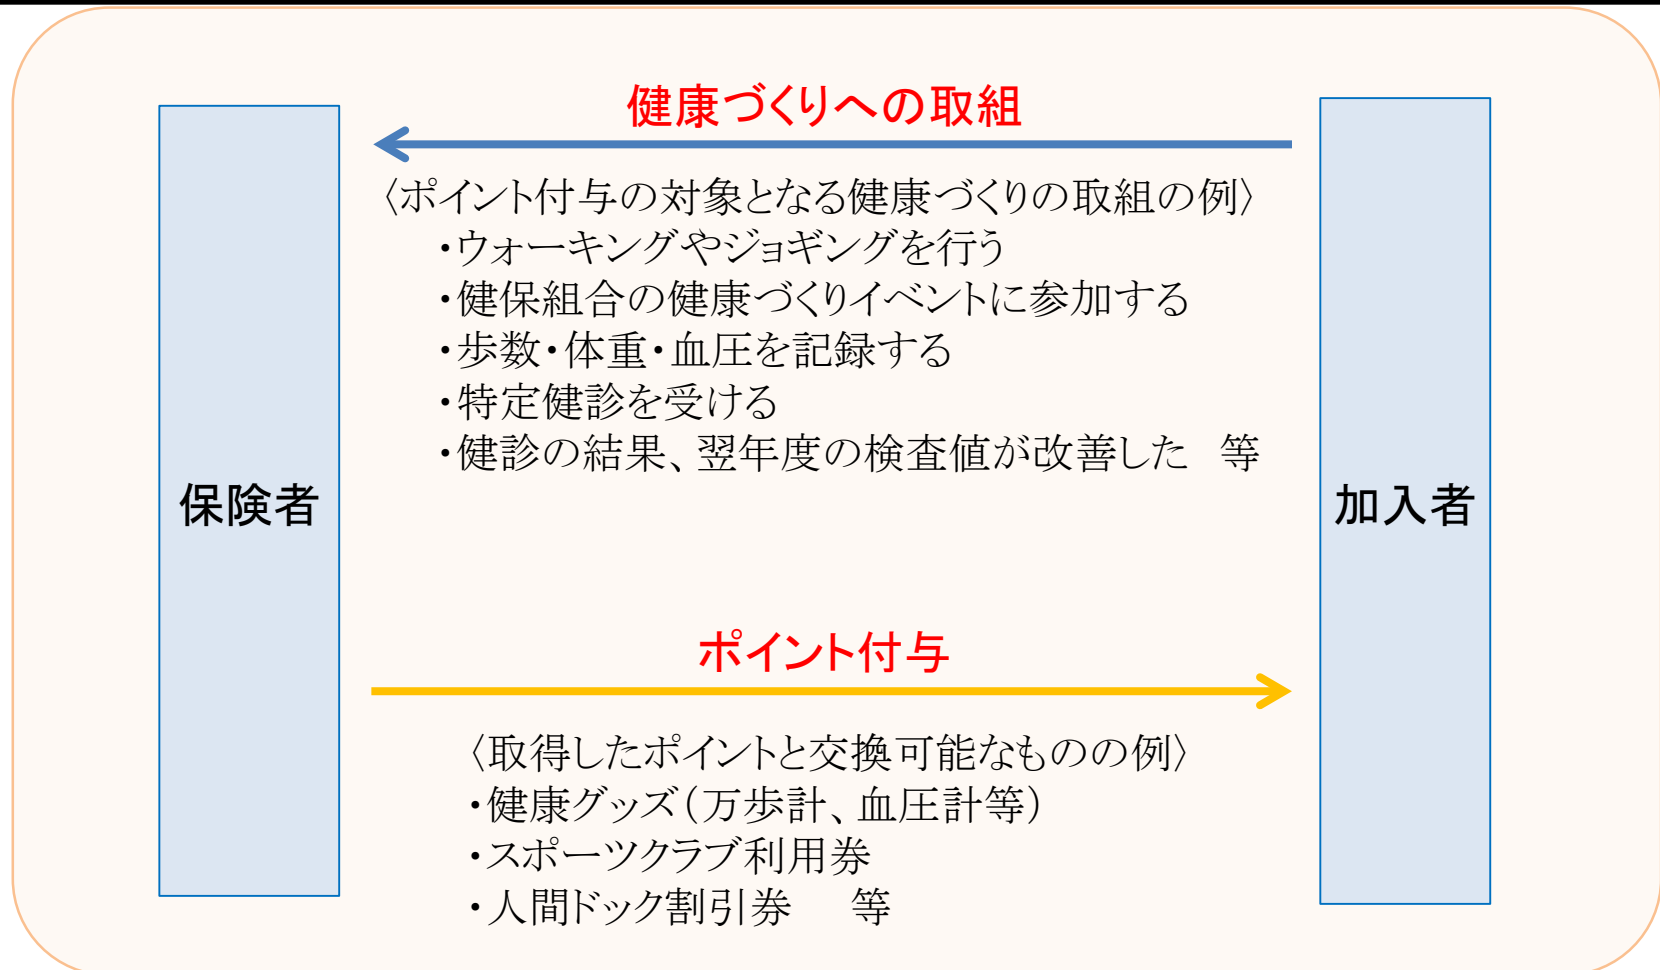 健康づくりへの取組
〈ポイント付与の対象となる健康づくりの取組の例〉
・ウォーキングやジョギングを行う
・健保組合の健康づくりイベントに参加する
・歩数・体重・血圧を記録する
・特定健診を受ける
・健診の結果、翌年度の検査値が改善した　等
保険者
加入者
ポイント付与
〈取得したポイントと交換可能なものの例〉
・健康グッズ（万歩計、血圧計等）
・スポーツクラブ利用券
・人間ドック割引券　　等